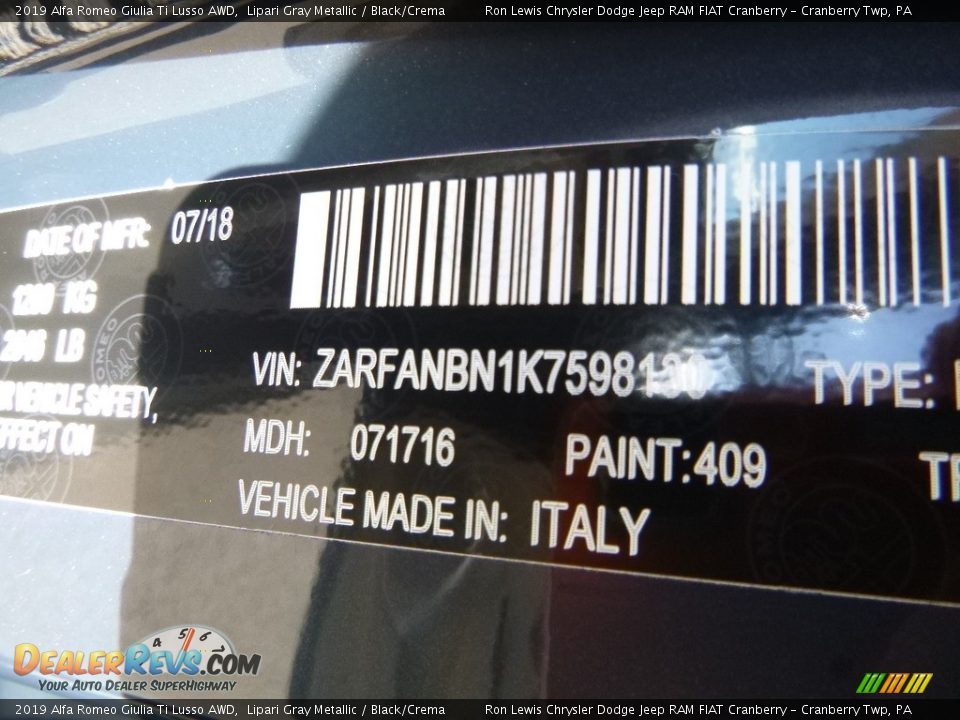 2019 Alfa Romeo Giulia Ti Lusso AWD, Lipari Gray Metallic / Black/Crema Ron Lewis Chrysler Dodge Jeep RAM FIAT Cranberry - Cranberry Twp, PA
DATE OF MFR: 07/18
KG
LB
VEHICLE SAFETY,
EFFECT ON
VIN: TYPE:
MDH: 071716 PAINT:409
VEHICLE MADE IN: ITALY
4 5 6
DEALERREVS.COM
YOUR AUTO DEALER SUPERHIGHWAY
2019 Alfa Romeo Giulia Ti Lusso AWD, Lipari Gray Metallic / Black/Crema Ron Lewis Chrysler Dodge Jeep RAM FIAT Cranberry - Cranberry Twp, PA